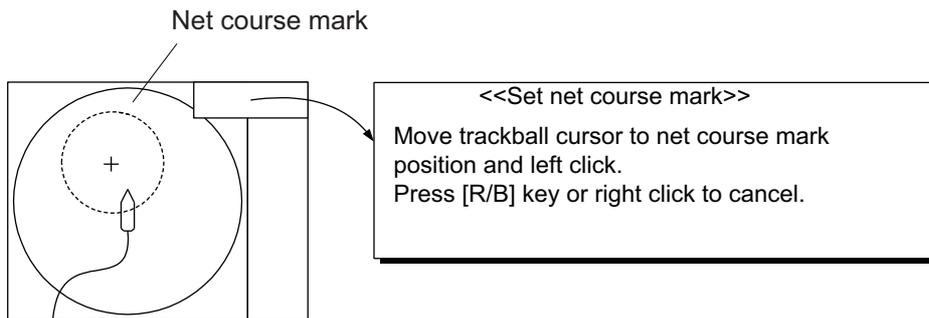 Net course mark
<<Set net course mark>>
Move trackball cursor to net course mark
position and left click.
Press [R/B] key or right click to cancel.